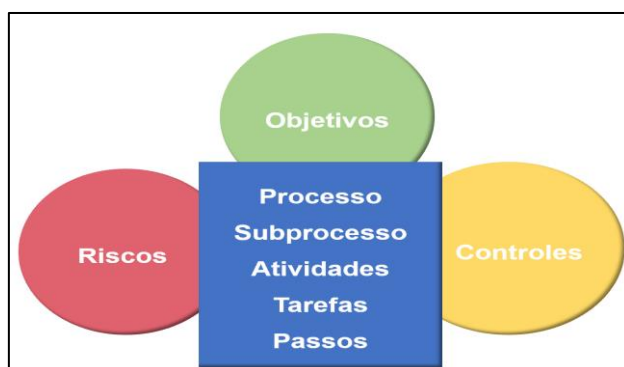 Objetivos
Processo
Subprocesso
Riscos
Atividades
Controles
Tarefas
Passos